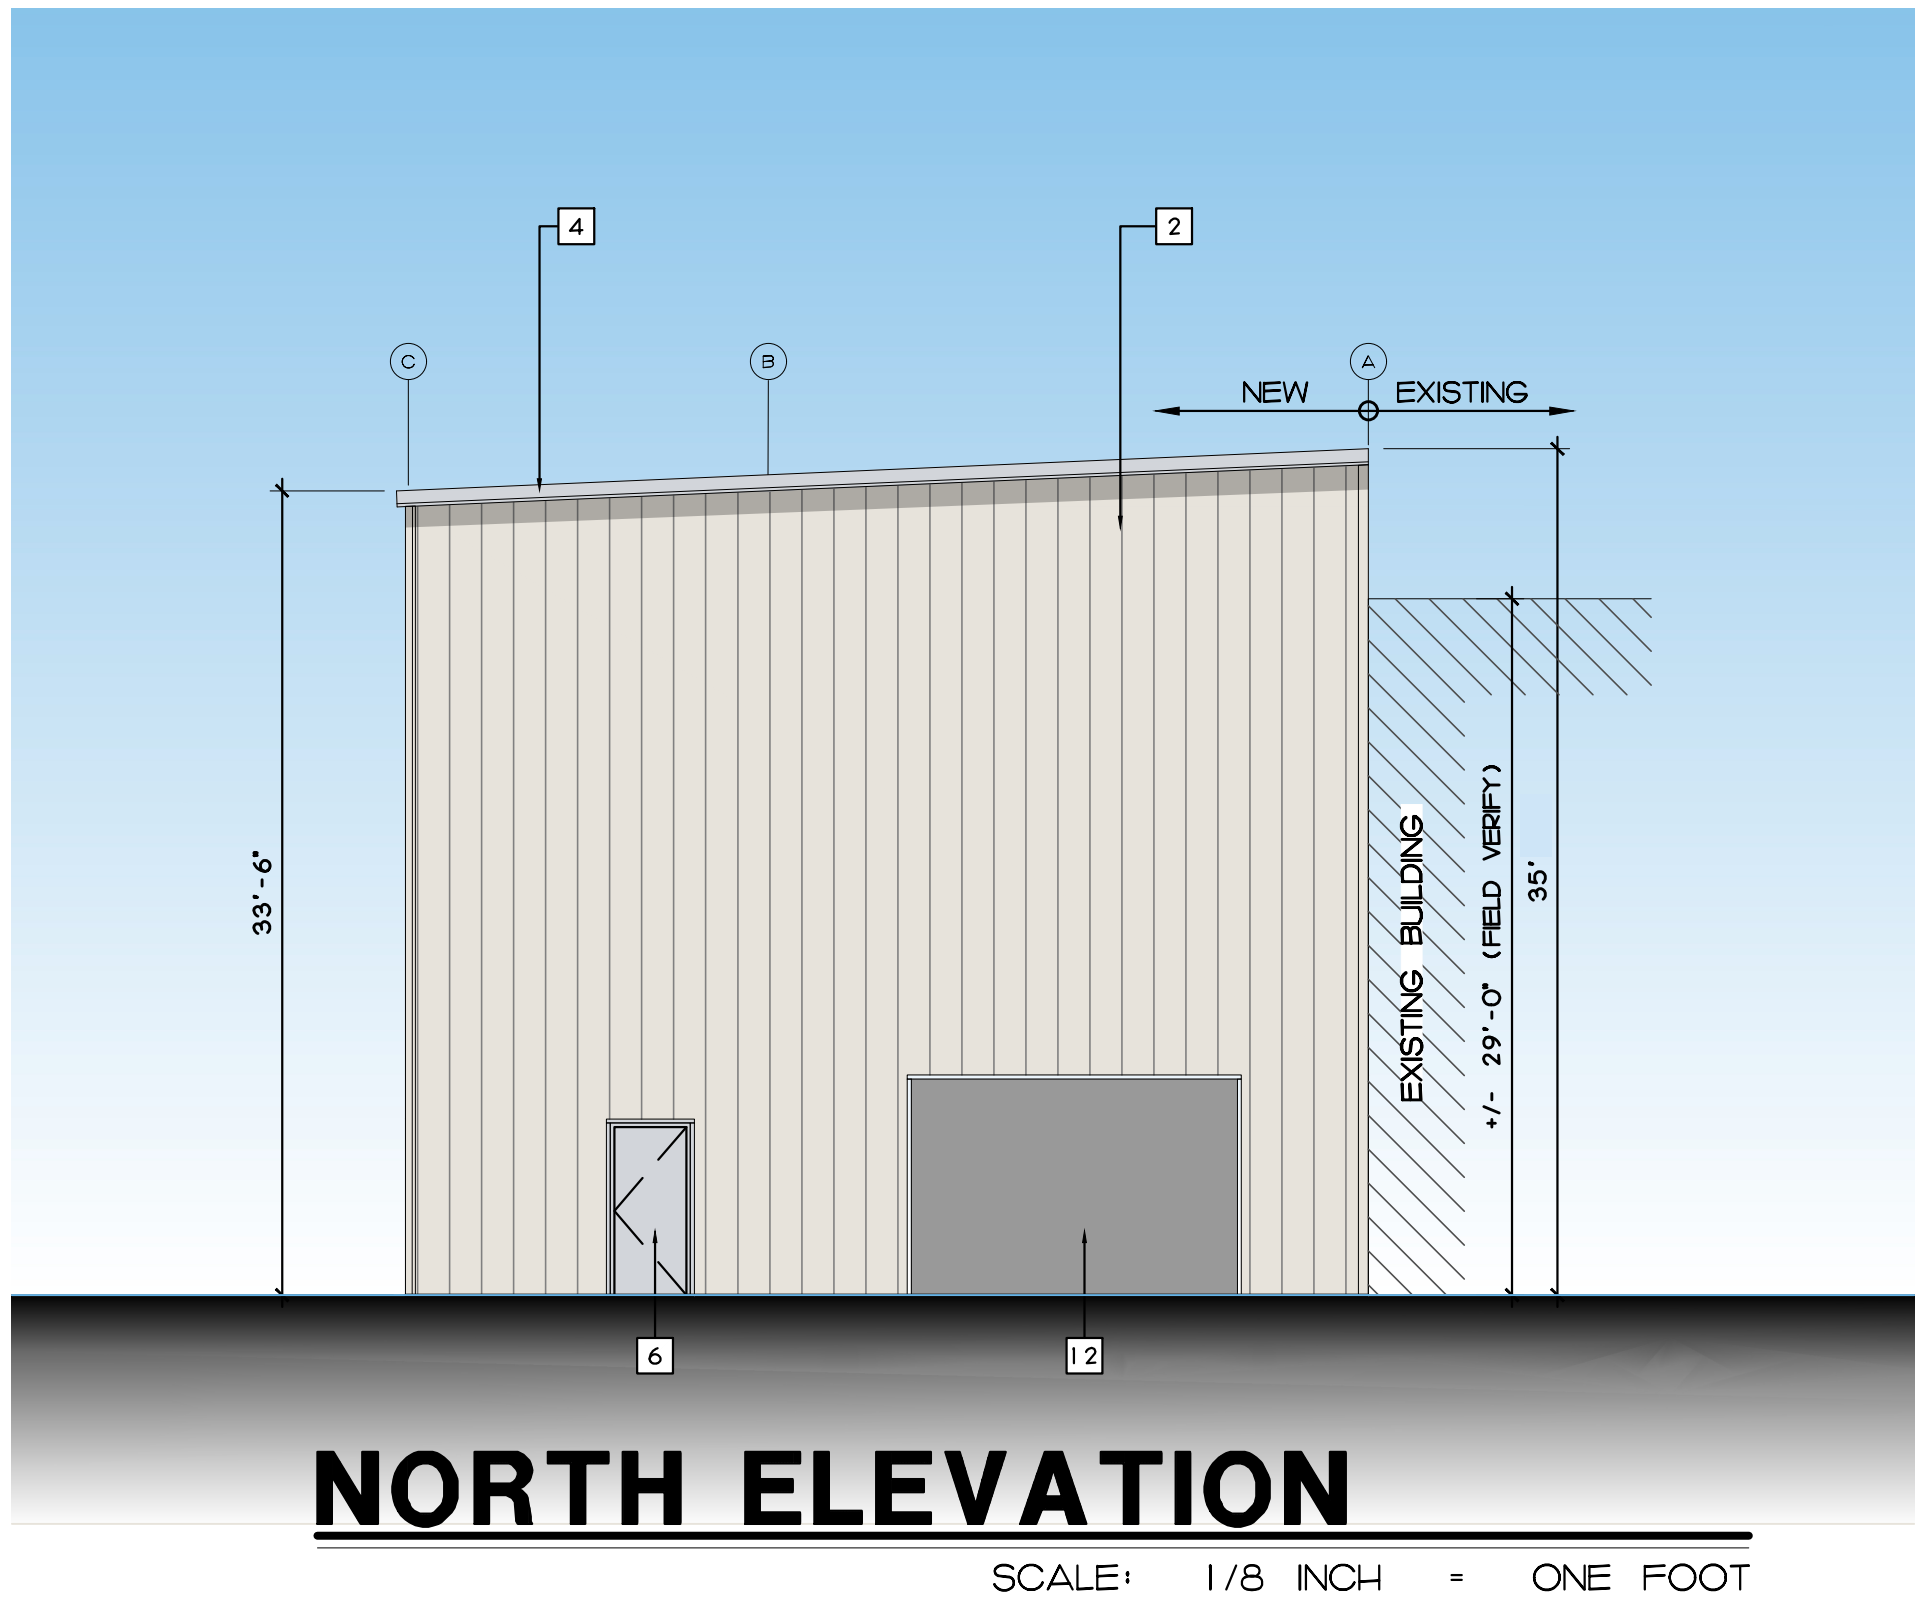 4
2
C
B
A
NEW
EXISTING
33'-6"
EXISTING BUILDING
+/- 29'-0" (FIELD VERIFY)
35'
6
12
NORTH ELEVATION
SCALE: 1/8 INCH = ONE FOOT